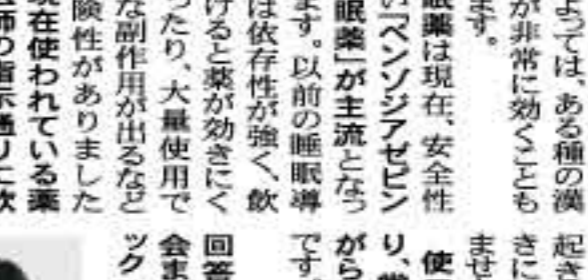 よっては、ある種の漢
が非常に効くことも
ます。
眠薬は現在、安全性
い「ベンゾジアゼピン
眠薬」が主流となっ
ます。以前の睡眠導
は依存性が強く、飲
けると薬が効きにく
ったり、大量使用で
な副作用が出るなど
険性がありました
現在使われている薬
師の指示通りに飲
起き
きに
ませ
使
り、常
がら
です。
回答
会ま
ック